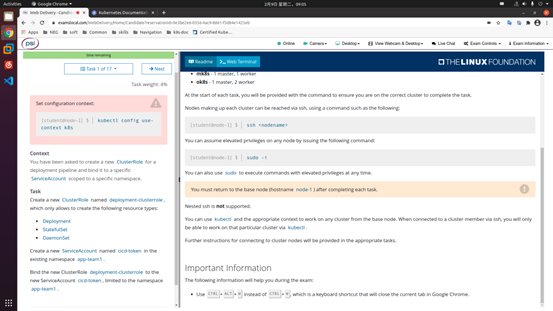 Activities
Google Chrome
2月5日 星期二, 09:05
Web Delivery - Candidat
Kubernetes Documentation
examslocal.com
Apps
NEC
soft
Common
skills
Navigation
k8s-doc
Certified Kube...
psi
Online
Camera
Desktop
View Webcam & Desktop
Live Chat
Exam Controls
Exam Information
time remaining
Task 1 of 17
Next
Task weight: 4%
Set configuration context:
[student@node-1] $ kubectl config use-
context k8s
Context
You have been asked to create a new ClusterRole for a
deployment pipeline and bind it to a specific
ServiceAccount scoped to a specific namespace.
Task
Create a new ClusterRole named deployment-clusterrole,
which only allows to create the following resource types:
Deployment
StatefulSet
DaemonSet
Create a new ServiceAccount named cicd-token in the
existing namespace app-team1.
Bind the new ClusterRole deployment-clusterrole to the
new ServiceAccount cicd-token, limited to the namespace
app-team1.
Readme
Web Terminal
THE LINUX FOUNDATION
mk8s - 1 master, 1 worker
ok8s - 1 master, 2 worker
At the start of each task, you will be provided with the command to ensure you are on the correct cluster to complete the task.
Nodes making up each cluster can be reached via ssh, using a command such as the following:
[student@node-1] $ ssh <nodename>
You can assume elevated privileges on any node by issuing the following command:
[student@node-1] $ sudo -i
You can also use sudo to execute commands with elevated privileges at any time.
You must return to the base node (hostname node-1) after completing each task.
Nested ssh is not supported.
You can use kubectl and the appropriate context to work on any cluster from the base node. When connected to a cluster member via ssh, you will only
be able to work on that particular cluster via kubectl.
Further instructions for connecting to cluster nodes will be provided in the appropriate tasks.
Important Information
The following information will help you during the exam:
Use CTRL + ALT + W instead of CTRL + W, which is a keyboard shortcut that will close the current tab in Google Chrome.